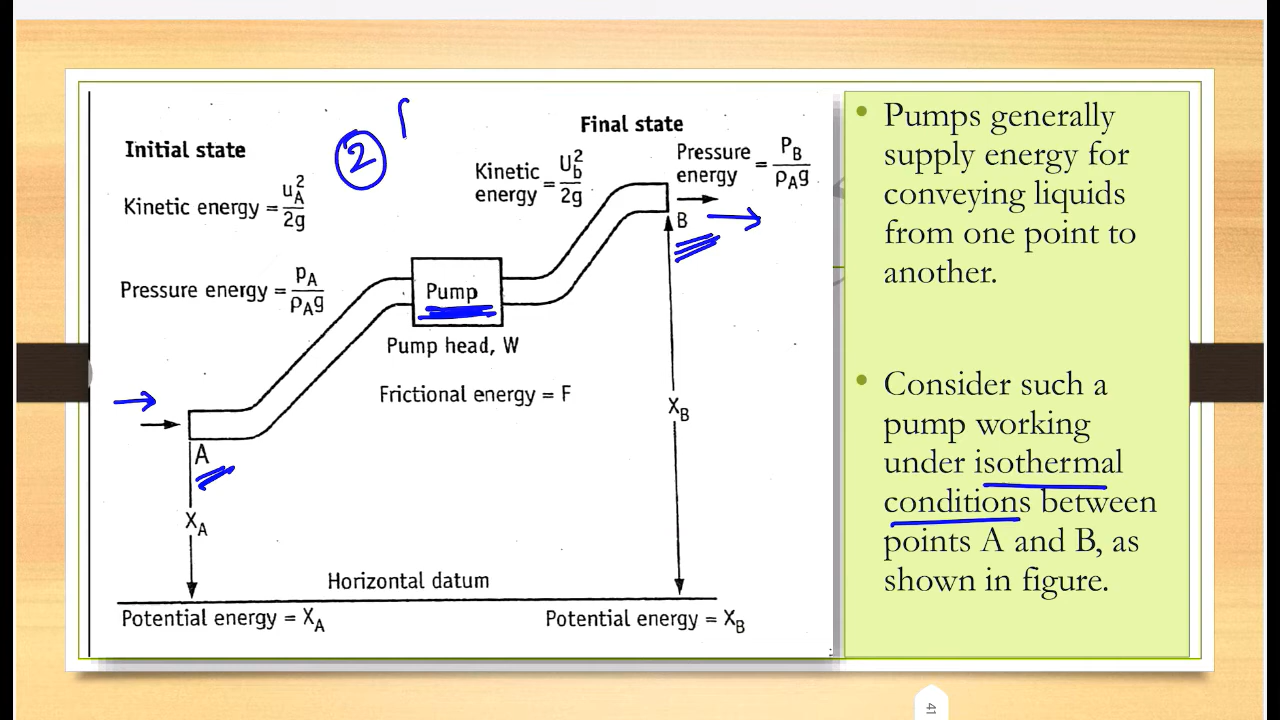 Initial state
Kinetic energy = u_A^2/2g
Pressure energy = p_A/ρ_Ag
②
Final state
Kinetic energy = U_b^2/2g
Pressure energy = P_B/ρ_Ag
B
Pump
Pump head, W
Frictional energy = F
A
X_A
X_B
Horizontal datum
Potential energy = X_A
Potential energy = X_B
• Pumps generally
supply energy for
conveying liquids
from one point to
another.
• Consider such a
pump working
under isothermal
conditions between
points A and B, as
shown in figure.
41